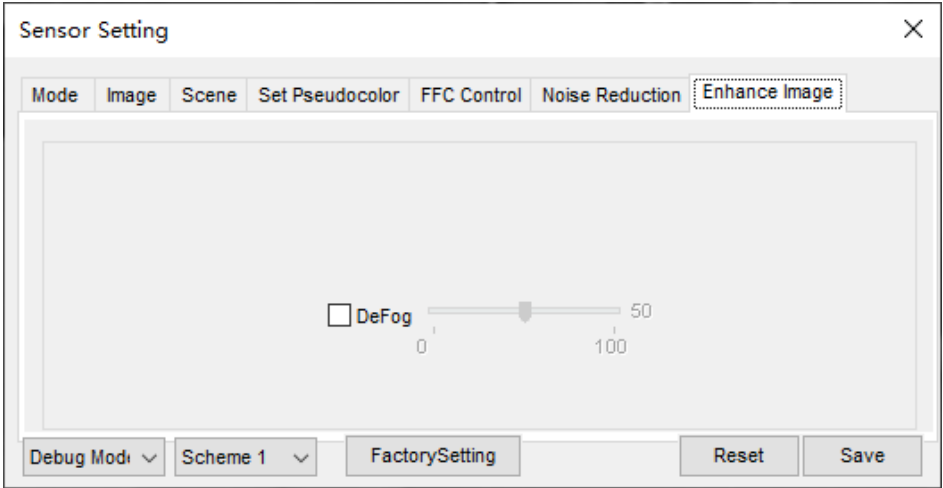 Sensor Setting
Mode Image Scene Set Pseudocolor FFC Control Noise Reduction Enhance Image
DeFog 50
0 100
Debug Mod Scheme 1 FactorySetting Reset Save